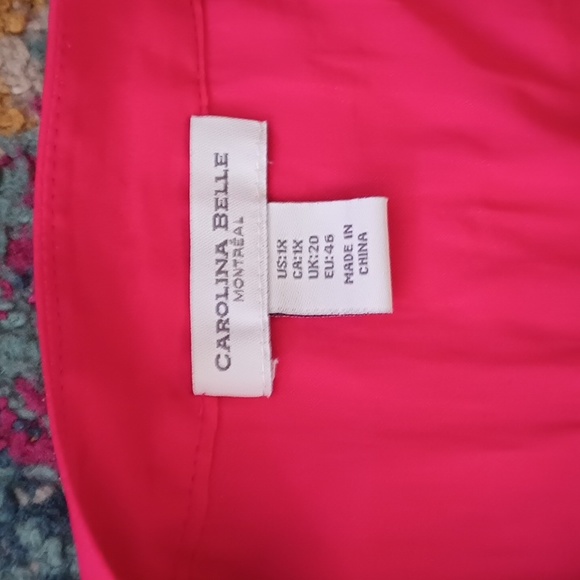 CAROLINA BELLE
MONTRÉAL
US:1X
CA:1X
UK:20
EU:46
MADE IN
CHINA